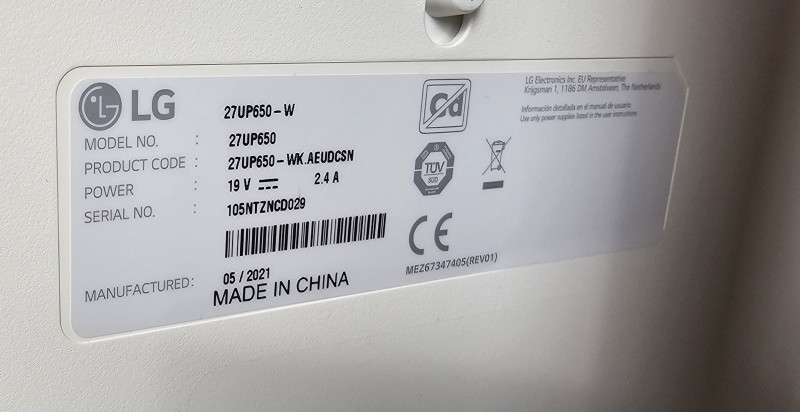 LG
27UP650-W
MODEL NO. : 27UP650
PRODUCT CODE : 27UP650-WK.AEUDCSN
POWER : 19 V 2.4 A
SERIAL NO. : 105NTZNCD029
MANUFACTURED: 05 / 2021
MADE IN CHINA
Cd
TÜV
SÜD
CE
MEZ67347405(REV01)
LG Electronics Inc. EU Representative
Krijgsman 1, 1186 DM Amstelveen, The Netherlands
Información detallada en el manual de usuario
Use only power supplies listed in the user instructions